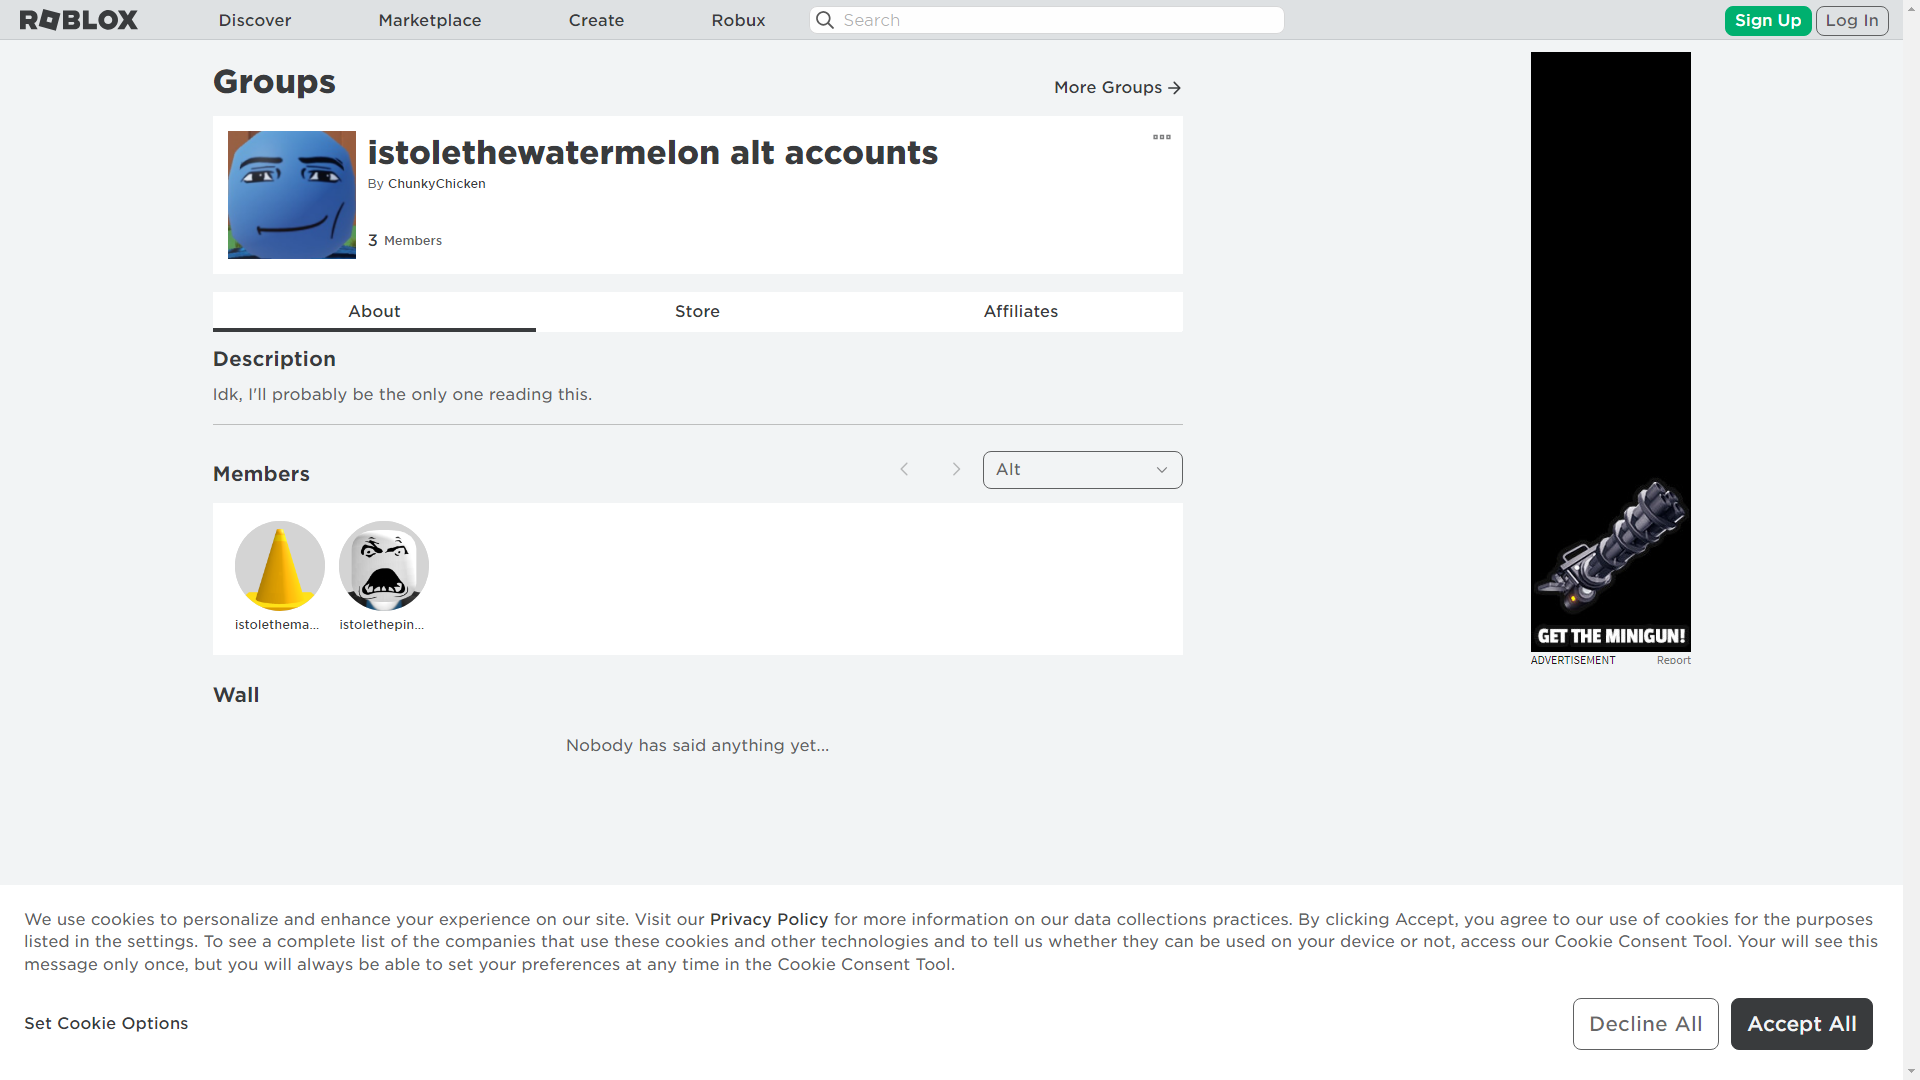 ROBLOX
Discover
Marketplace
Create
Robux
Search
Sign Up
Log In
Groups
More Groups
istolethewatermelon alt accounts
By ChunkyChicken
3 Members
About
Store
Affiliates
Description
Idk, I'll probably be the only one reading this.
Members
Alt
istolethema...
istolethepin...
Wall
Nobody has said anything yet...
GET THE MINIGUN!
ADVERTISEMENT
Report
We use cookies to personalize and enhance your experience on our site. Visit our Privacy Policy for more information on our data collections practices. By clicking Accept, you agree to our use of cookies for the purposes
listed in the settings. To see a complete list of the companies that use these cookies and other technologies and to tell us whether they can be used on your device or not, access our Cookie Consent Tool. Your will see this
message only once, but you will always be able to set your preferences at any time in the Cookie Consent Tool.
Set Cookie Options
Decline All
Accept All